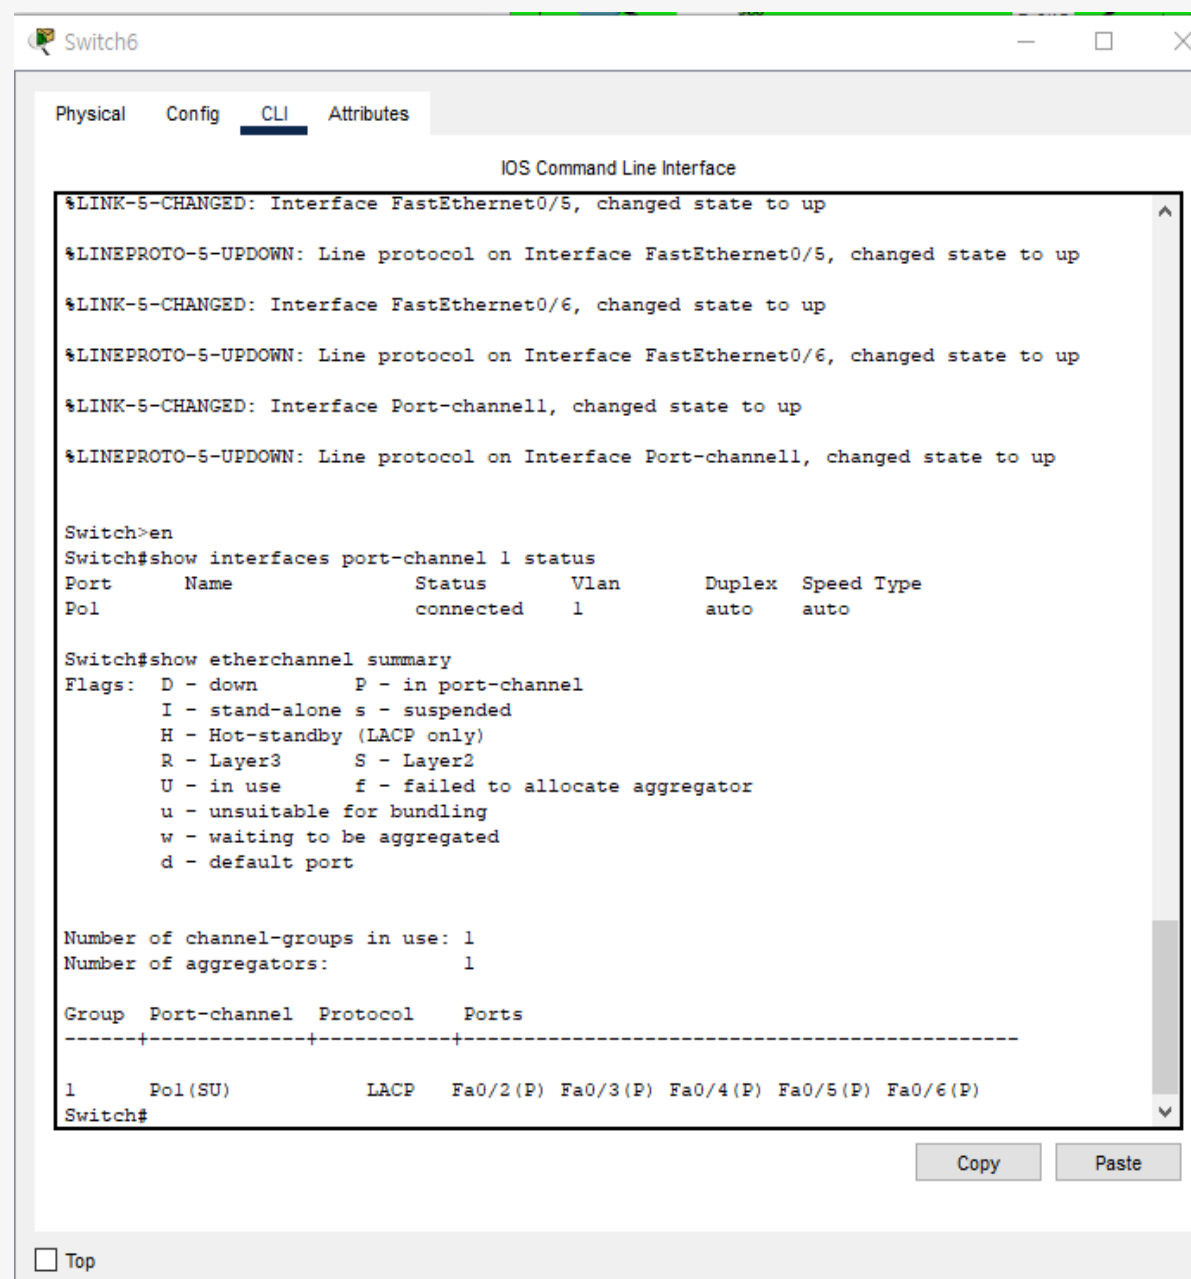 Switch6
Physical Config CLI Attributes
IOS Command Line Interface
%LINK-5-CHANGED: Interface FastEthernet0/5, changed state to up
%LINEPROTO-5-UPDOWN: Line protocol on Interface FastEthernet0/5, changed state to up
%LINK-5-CHANGED: Interface FastEthernet0/6, changed state to up
%LINEPROTO-5-UPDOWN: Line protocol on Interface FastEthernet0/6, changed state to up
%LINK-5-CHANGED: Interface Port-channel1, changed state to up
%LINEPROTO-5-UPDOWN: Line protocol on Interface Port-channel1, changed state to up
Switch>en
Switch#show interfaces port-channel 1 status
Port      Name               Status       Vlan       Duplex  Speed Type
Po1                          connected    1          auto    auto
Switch#show etherchannel summary
Flags:  D - down        P - in port-channel
        I - stand-alone s - suspended
        H - Hot-standby (LACP only)
        R - Layer3      S - Layer2
        U - in use      f - failed to allocate aggregator
        u - unsuitable for bundling
        w - waiting to be aggregated
        d - default port
Number of channel-groups in use: 1
Number of aggregators:           1
Group  Port-channel  Protocol    Ports
------+-------------+-----------+----------------------------------------------
1      Po1(SU)           LACP   Fa0/2(P) Fa0/3(P) Fa0/4(P) Fa0/5(P) Fa0/6(P)
Switch#
Copy Paste
Top